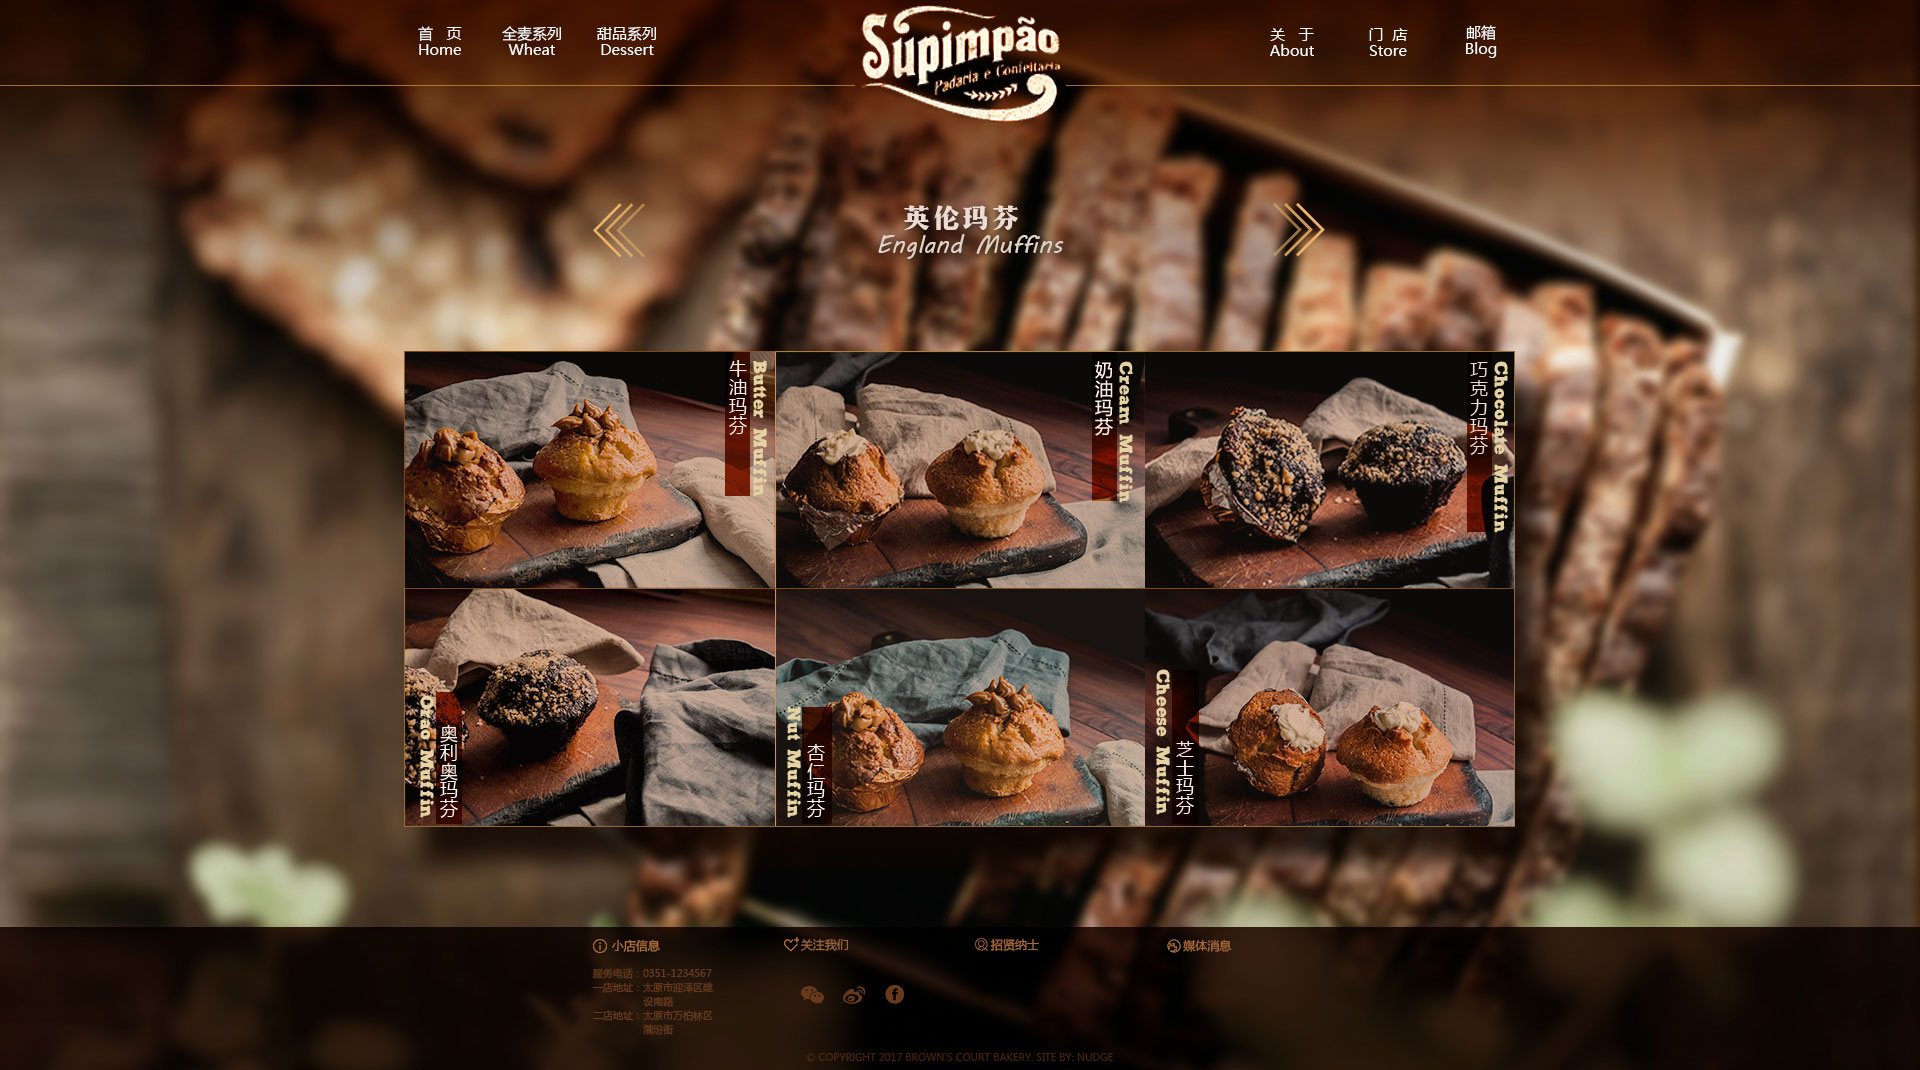 首 页
Home
全麦系列
Wheat
甜品系列
Dessert
Supimpão
Padaria e Confeitaria
关 于
About
门 店
Store
邮箱
Blog
英伦玛芬
England Muffins
牛油玛芬
Butter Muffin
奶油玛芬
Cream Muffin
巧克力玛芬
Chocolate Muffin
Orao Muffin
奥利奥玛芬
Nut Muffin
杏仁玛芬
Cheese Muffin
芝士玛芬
小店信息
服务电话：0351-1234567
一店地址：太原市迎泽区建
设南路
二店地址：太原市万柏林区
漪汾街
关注我们
招贤纳士
媒体消息
© COPYRIGHT 2017 BROWN'S COURT BAKERY. SITE BY: NUDGE